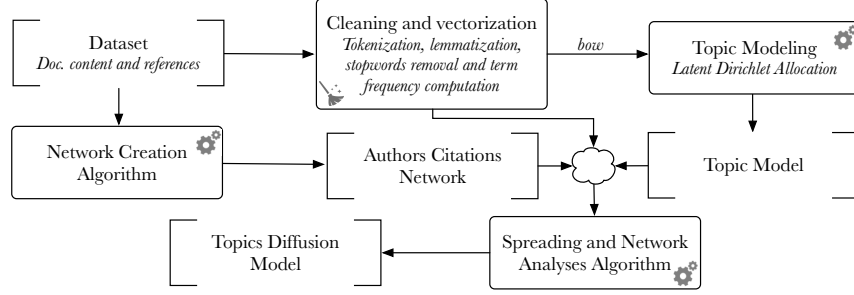 Dataset
Doc. content and references
Cleaning and vectorization
Tokenization, lemmatization,
stopwords removal and term
frequency computation
bow
Topic Modeling
Latent Dirichlet Allocation
Network Creation
Algorithm
Authors Citations
Network
Topic Model
Topics Diffusion
Model
Spreading and Network
Analyses Algorithm